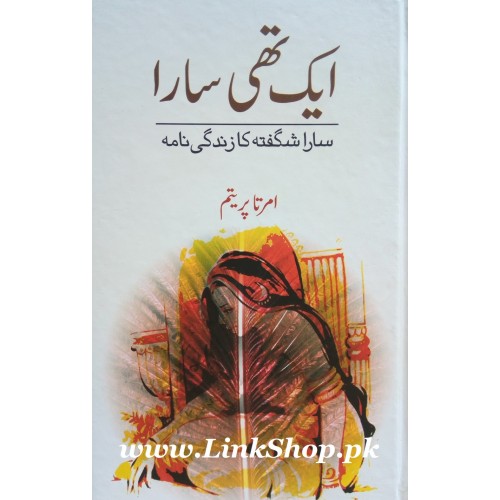 ایک تھی سارا
سارا شگفتہ کا زندگی نامہ
امرتا پریتم
www.LinkShop.pk